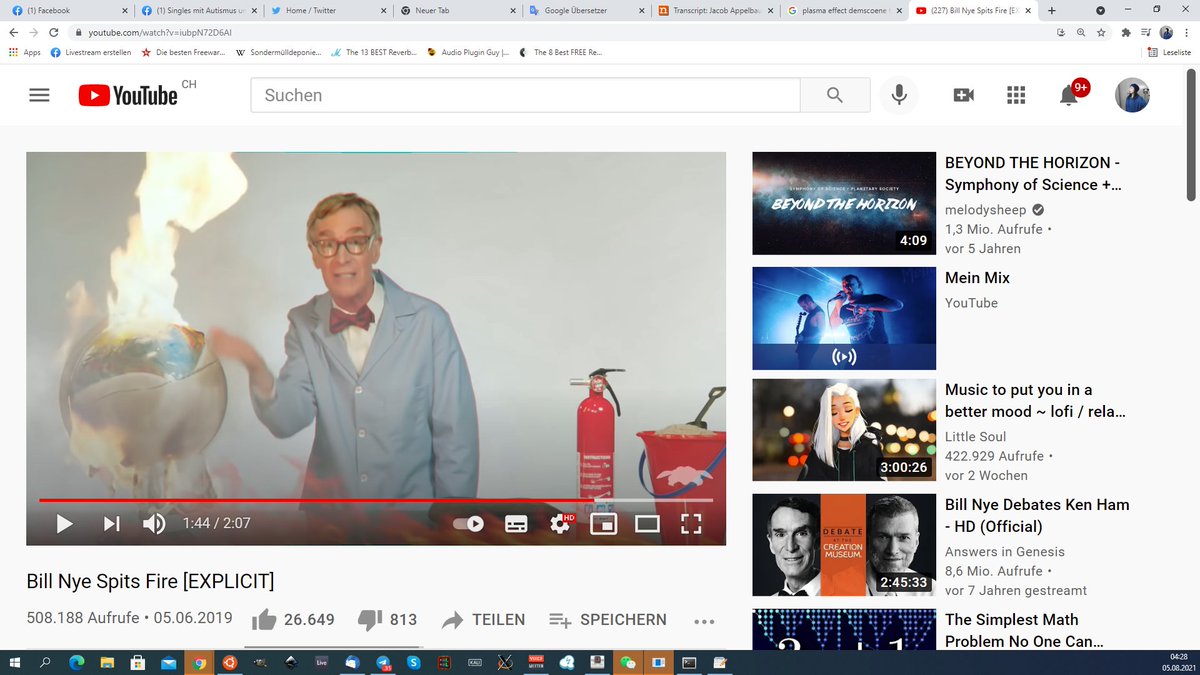 (1) Facebook
(1) Singles mit Autismus un
Home / Twitter
Neuer Tab
Google Übersetzer
Transcript: Jacob Appelbau
plasma effect demscoene
(227) Bill Nye Spits Fire [EX
youtube.com/watch?v=iubpN72D6AI
Apps
Livestream erstellen
Die besten Freewar...
Sondermülldeponie...
The 13 BEST Reverb...
Audio Plugin Guy |...
The 8 Best FREE Re...
Leseliste
YouTube CH
Suchen
9+
SYMPHONY OF SCIENCE + PLANETARY SOCIETY
BEYOND THE HORIZON
4:09
BEYOND THE HORIZON -
Symphony of Science +...
melodysheep
1,3 Mio. Aufrufe •
vor 5 Jahren
Mein Mix
YouTube
3:00:26
Music to put you in a
better mood ~ lofi / rela...
Little Soul
422.929 Aufrufe •
vor 2 Wochen
DEBATE
AT THE
CREATION
MUSEUM.
2:45:33
Bill Nye Debates Ken Ham
- HD (Official)
Answers in Genesis
8,6 Mio. Aufrufe •
vor 7 Jahren gestreamt
The Simplest Math
Problem No One Can...
INSTRUCTION
1:44 / 2:07
HD
Bill Nye Spits Fire [EXPLICIT]
508.188 Aufrufe • 05.06.2019
26.649
813
TEILEN
SPEICHERN
Live
04:28
05.08.2021